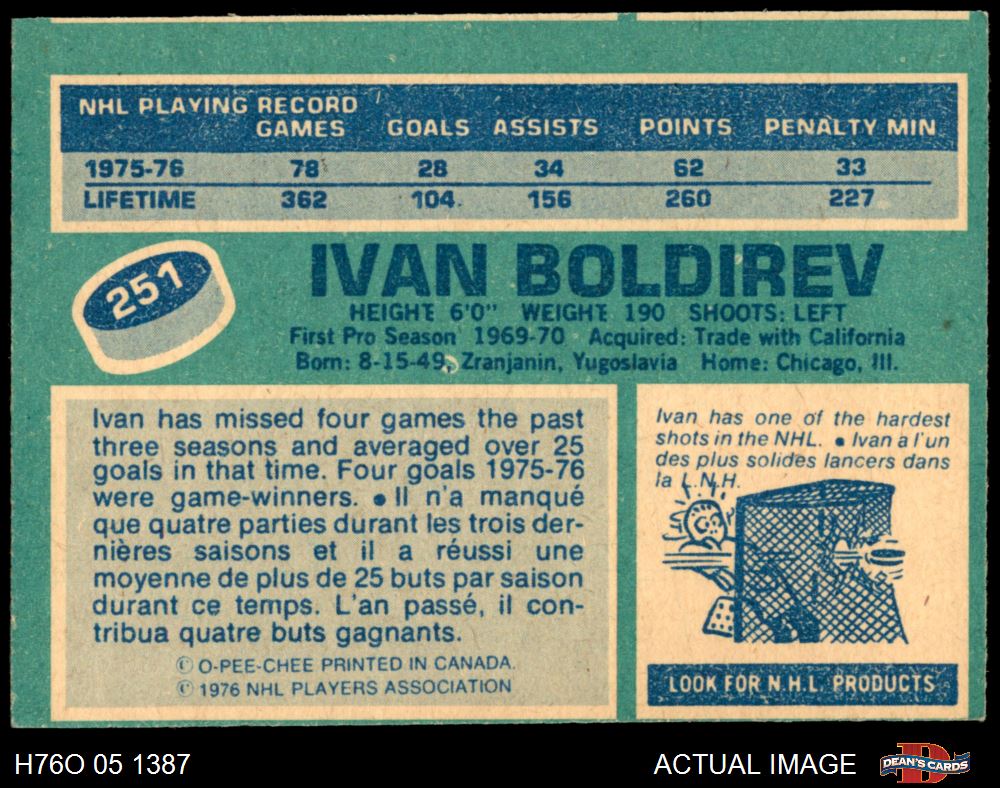 NHL PLAYING RECORD
GAMES GOALS ASSISTS POINTS PENALTY MIN
1975-76 78 28 34 62 33
LIFETIME 362 104 156 260 227
251
IVAN BOLDIREV
HEIGHT 6'0" WEIGHT 190 SHOOTS: LEFT
First Pro Season 1969-70 Acquired: Trade with California
Born: 8-15-49, Zranjanin, Yugoslavia Home: Chicago, Ill.
Ivan has missed four games the past
three seasons and averaged over 25
goals in that time. Four goals 1975-76
were game-winners. • Il n'a manqué
que quatre parties durant les trois der-
nières saisons et il a réussi une
moyenne de plus de 25 buts par saison
durant ce temps. L'an passé, il con-
tribua quatre buts gagnants.
© O-PEE-CHEE PRINTED IN CANADA.
© 1976 NHL PLAYERS ASSOCIATION
Ivan has one of the hardest
shots in the NHL. • Ivan a l'un
des plus solides lancers dans
la L.N.H.
LOOK FOR N.H.L. PRODUCTS
H76O 05 1387 ACTUAL IMAGE DEAN'S CARDS